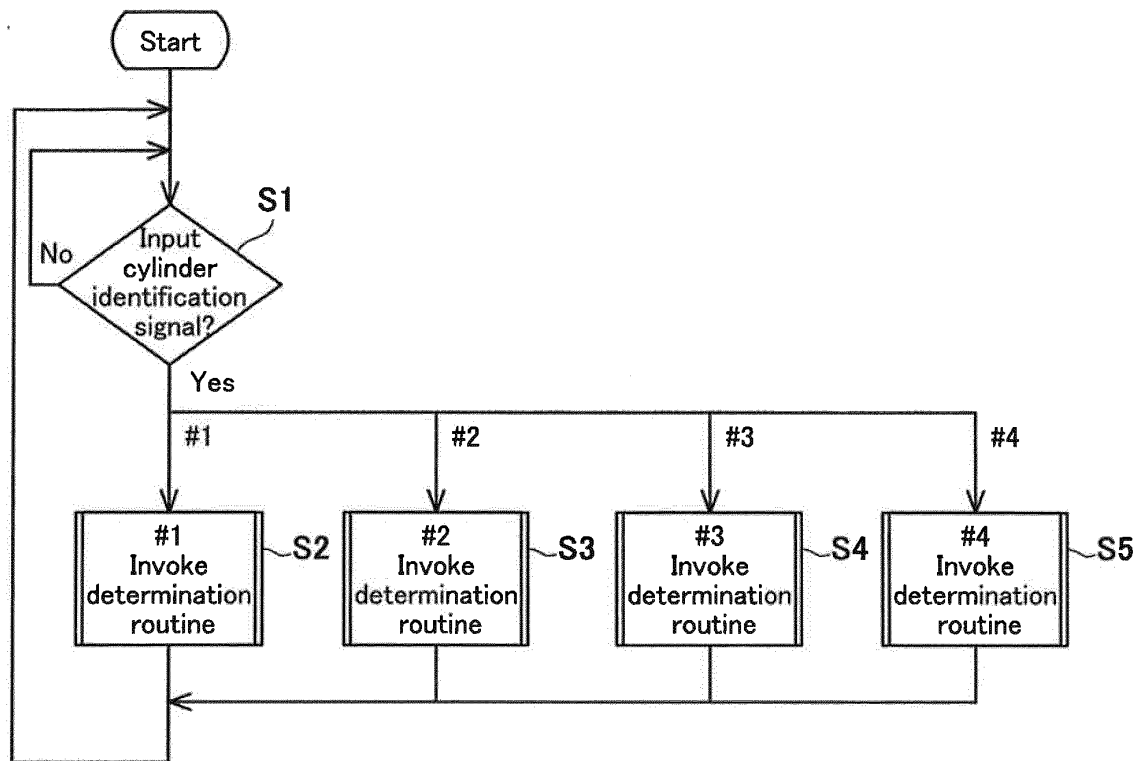 Start
S1
No
Input
cylinder
identification
signal?
Yes
#1
#2
#3
#4
#1
Invoke
determination
routine
S2
#2
Invoke
determination
routine
S3
#3
Invoke
determination
routine
S4
#4
Invoke
determination
routine
S5